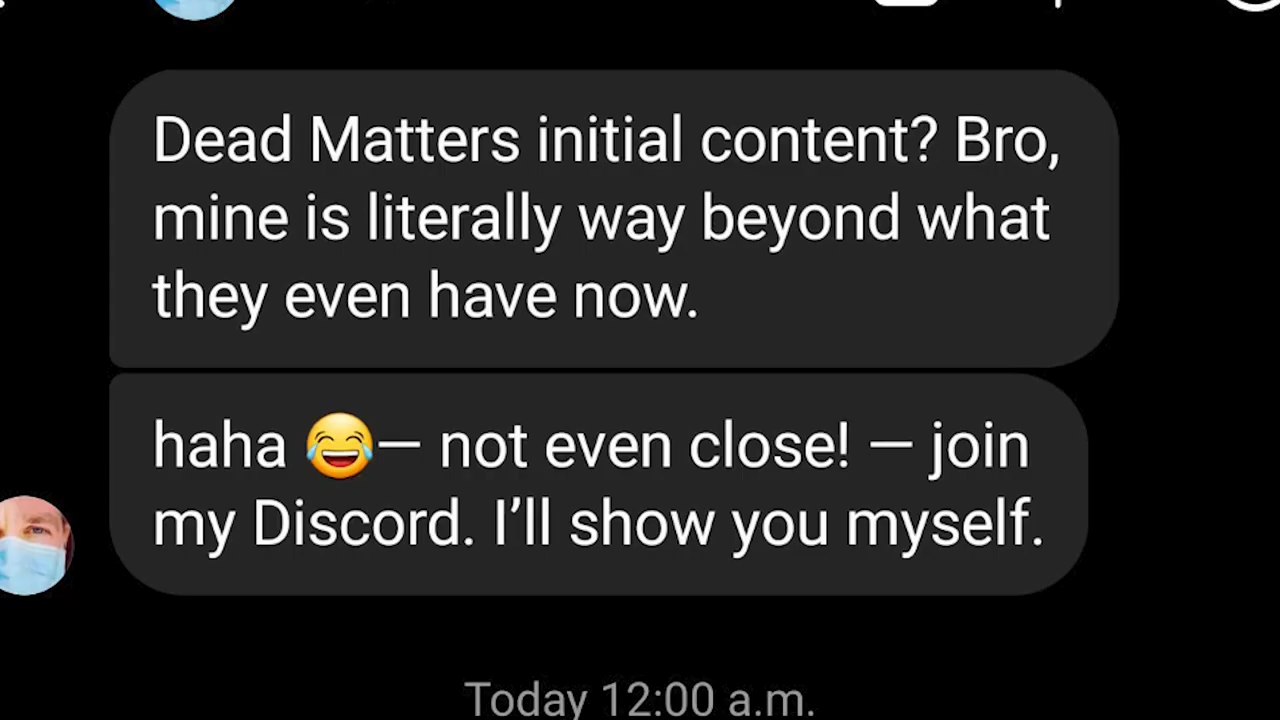 Dead Matters initial content? Bro,
mine is literally way beyond what
they even have now.
haha 😂— not even close! — join
my Discord. I’ll show you myself.
Today 12:00 a.m.